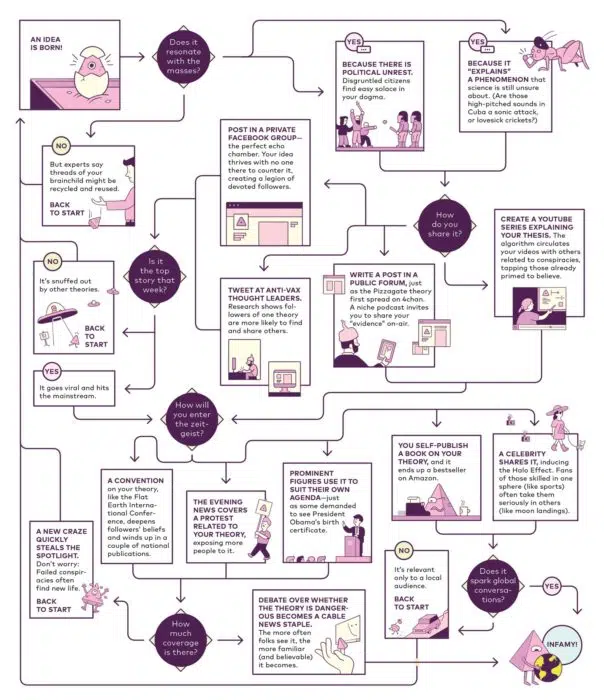 AN IDEA
IS BORN!
Does it
resonate
with the
masses?
YES
BECAUSE THERE IS
POLITICAL UNREST.
Disgruntled citizens
find easy solace in
your dogma.
YES
BECAUSE IT
"EXPLAINS"
A PHENOMENON that
science is still unsure
about. (Are those
high-pitched sounds in
Cuba a sonic attack,
or lovesick crickets?)
NO
But experts say
threads of your
brainchild might be
recycled and reused.
BACK
TO START
POST IN A PRIVATE
FACEBOOK GROUP—
the perfect echo
chamber. Your idea
thrives with no one
there to counter it,
creating a legion of
devoted followers.
How
do you
share it?
CREATE A YOUTUBE
SERIES EXPLAINING
YOUR THESIS. The
algorithm circulates
your videos with others
related to conspiracies,
tapping those already
primed to believe.
NO
It's snuffed out
by other theories.
BACK
TO
START
Is it
the top
story that
week?
TWEET AT ANTI-VAX
THOUGHT LEADERS.
Research shows fol-
lowers of one theory
are more likely to find
and share others.
WRITE A POST IN A
PUBLIC FORUM, just
as the Pizzagate theory
first spread on 4chan.
A niche podcast invites
you to share your
"evidence" on-air.
YES
It goes viral and hits
the mainstream.
How will
you enter
the zeit-
geist?
A CONVENTION
on your theory,
like the Flat
Earth Interna-
tional Confer-
ence, deepens
followers' beliefs
and winds up in a
couple of national
publications.
THE EVENING
NEWS COVERS
A PROTEST
RELATED TO
YOUR THEORY,
exposing more
people to it.
PROMINENT
FIGURES USE IT TO
SUIT THEIR OWN
AGENDA—just
as some demanded
to see President
Obama's birth
certificate.
YOU SELF-PUBLISH
A BOOK ON YOUR
THEORY, and it
ends up a bestseller
on Amazon.
A CELEBRITY
SHARES IT, inducing
the Halo Effect. Fans
of those skilled in one
sphere (like sports)
often take them
seriously in others
(like moon landings).
A NEW CRAZE
QUICKLY
STEALS THE
SPOTLIGHT.
Don't worry:
Failed conspir-
acies often
find new life.
BACK
TO START
How
much
coverage
is there?
DEBATE OVER WHETHER
THE THEORY IS DANGER-
OUS BECOMES A CABLE
NEWS STAPLE.
The more often
folks see it, the
more familiar
(and believable)
it becomes.
NO
It's relevant
only to a local
audience.
BACK
TO START
Does it
spark global
conversa-
tions?
YES
INFAMY!